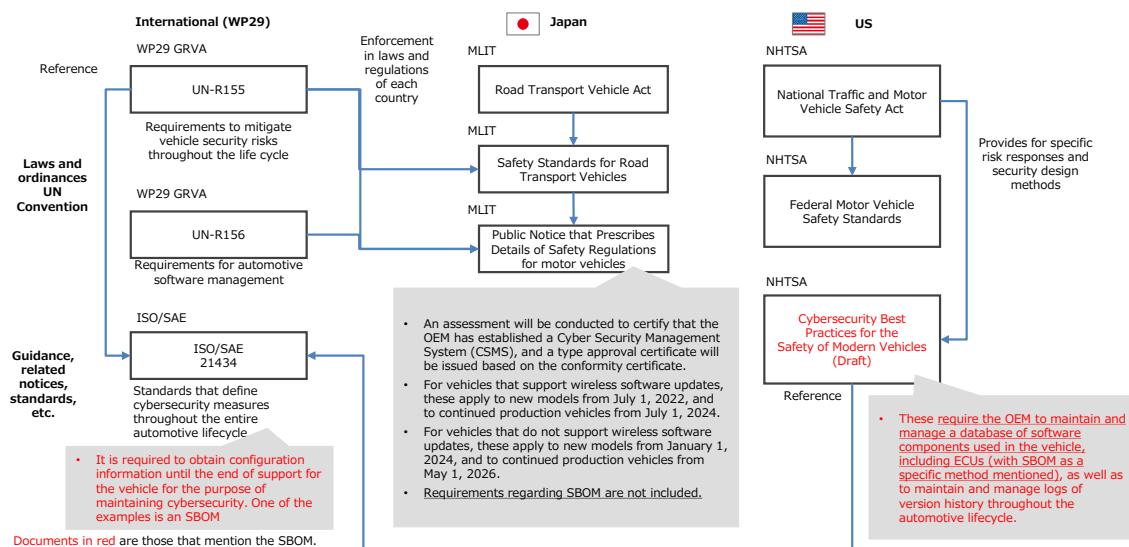 International (WP29)
Japan
US
WP29 GRVA
Reference
UN-R155
Requirements to mitigate
vehicle security risks
throughout the life cycle
Laws and
ordinances
UN
Convention
WP29 GRVA
UN-R156
Requirements for automotive
software management
Enforcement
in laws and
regulations
of each
country
MLIT
Road Transport Vehicle Act
MLIT
Safety Standards for Road
Transport Vehicles
MLIT
Public Notice that Prescribes
Details of Safety Regulations
for motor vehicles
NHTSA
National Traffic and Motor
Vehicle Safety Act
NHTSA
Federal Motor Vehicle
Safety Standards
Provides for specific
risk responses and
security design
methods
NHTSA
Cybersecurity Best
Practices for the
Safety of Modern Vehicles
(Draft)
Reference
Guidance,
related
notices,
standards,
etc.
ISO/SAE
ISO/SAE
21434
Standards that define
cybersecurity measures
throughout the entire
automotive lifecycle
• It is required to obtain configuration
information until the end of support for
the vehicle for the purpose of
maintaining cybersecurity. One of the
examples is an SBOM
• An assessment will be conducted to certify that the
OEM has established a Cyber Security Management
System (CSMS), and a type approval certificate will
be issued based on the conformity certificate.
• For vehicles that support wireless software updates,
these apply to new models from July 1, 2022, and
to continued production vehicles from July 1, 2024.
• For vehicles that do not support wireless software
updates, these apply to new models from January 1,
2024, and to continued production vehicles from
May 1, 2026.
• Requirements regarding SBOM are not included.
• These require the OEM to maintain and
manage a database of software
components used in the vehicle,
including ECUs (with SBOM as a
specific method mentioned), as well as
to maintain and manage logs of
version history throughout the
automotive lifecycle.
Documents in red are those that mention the SBOM.